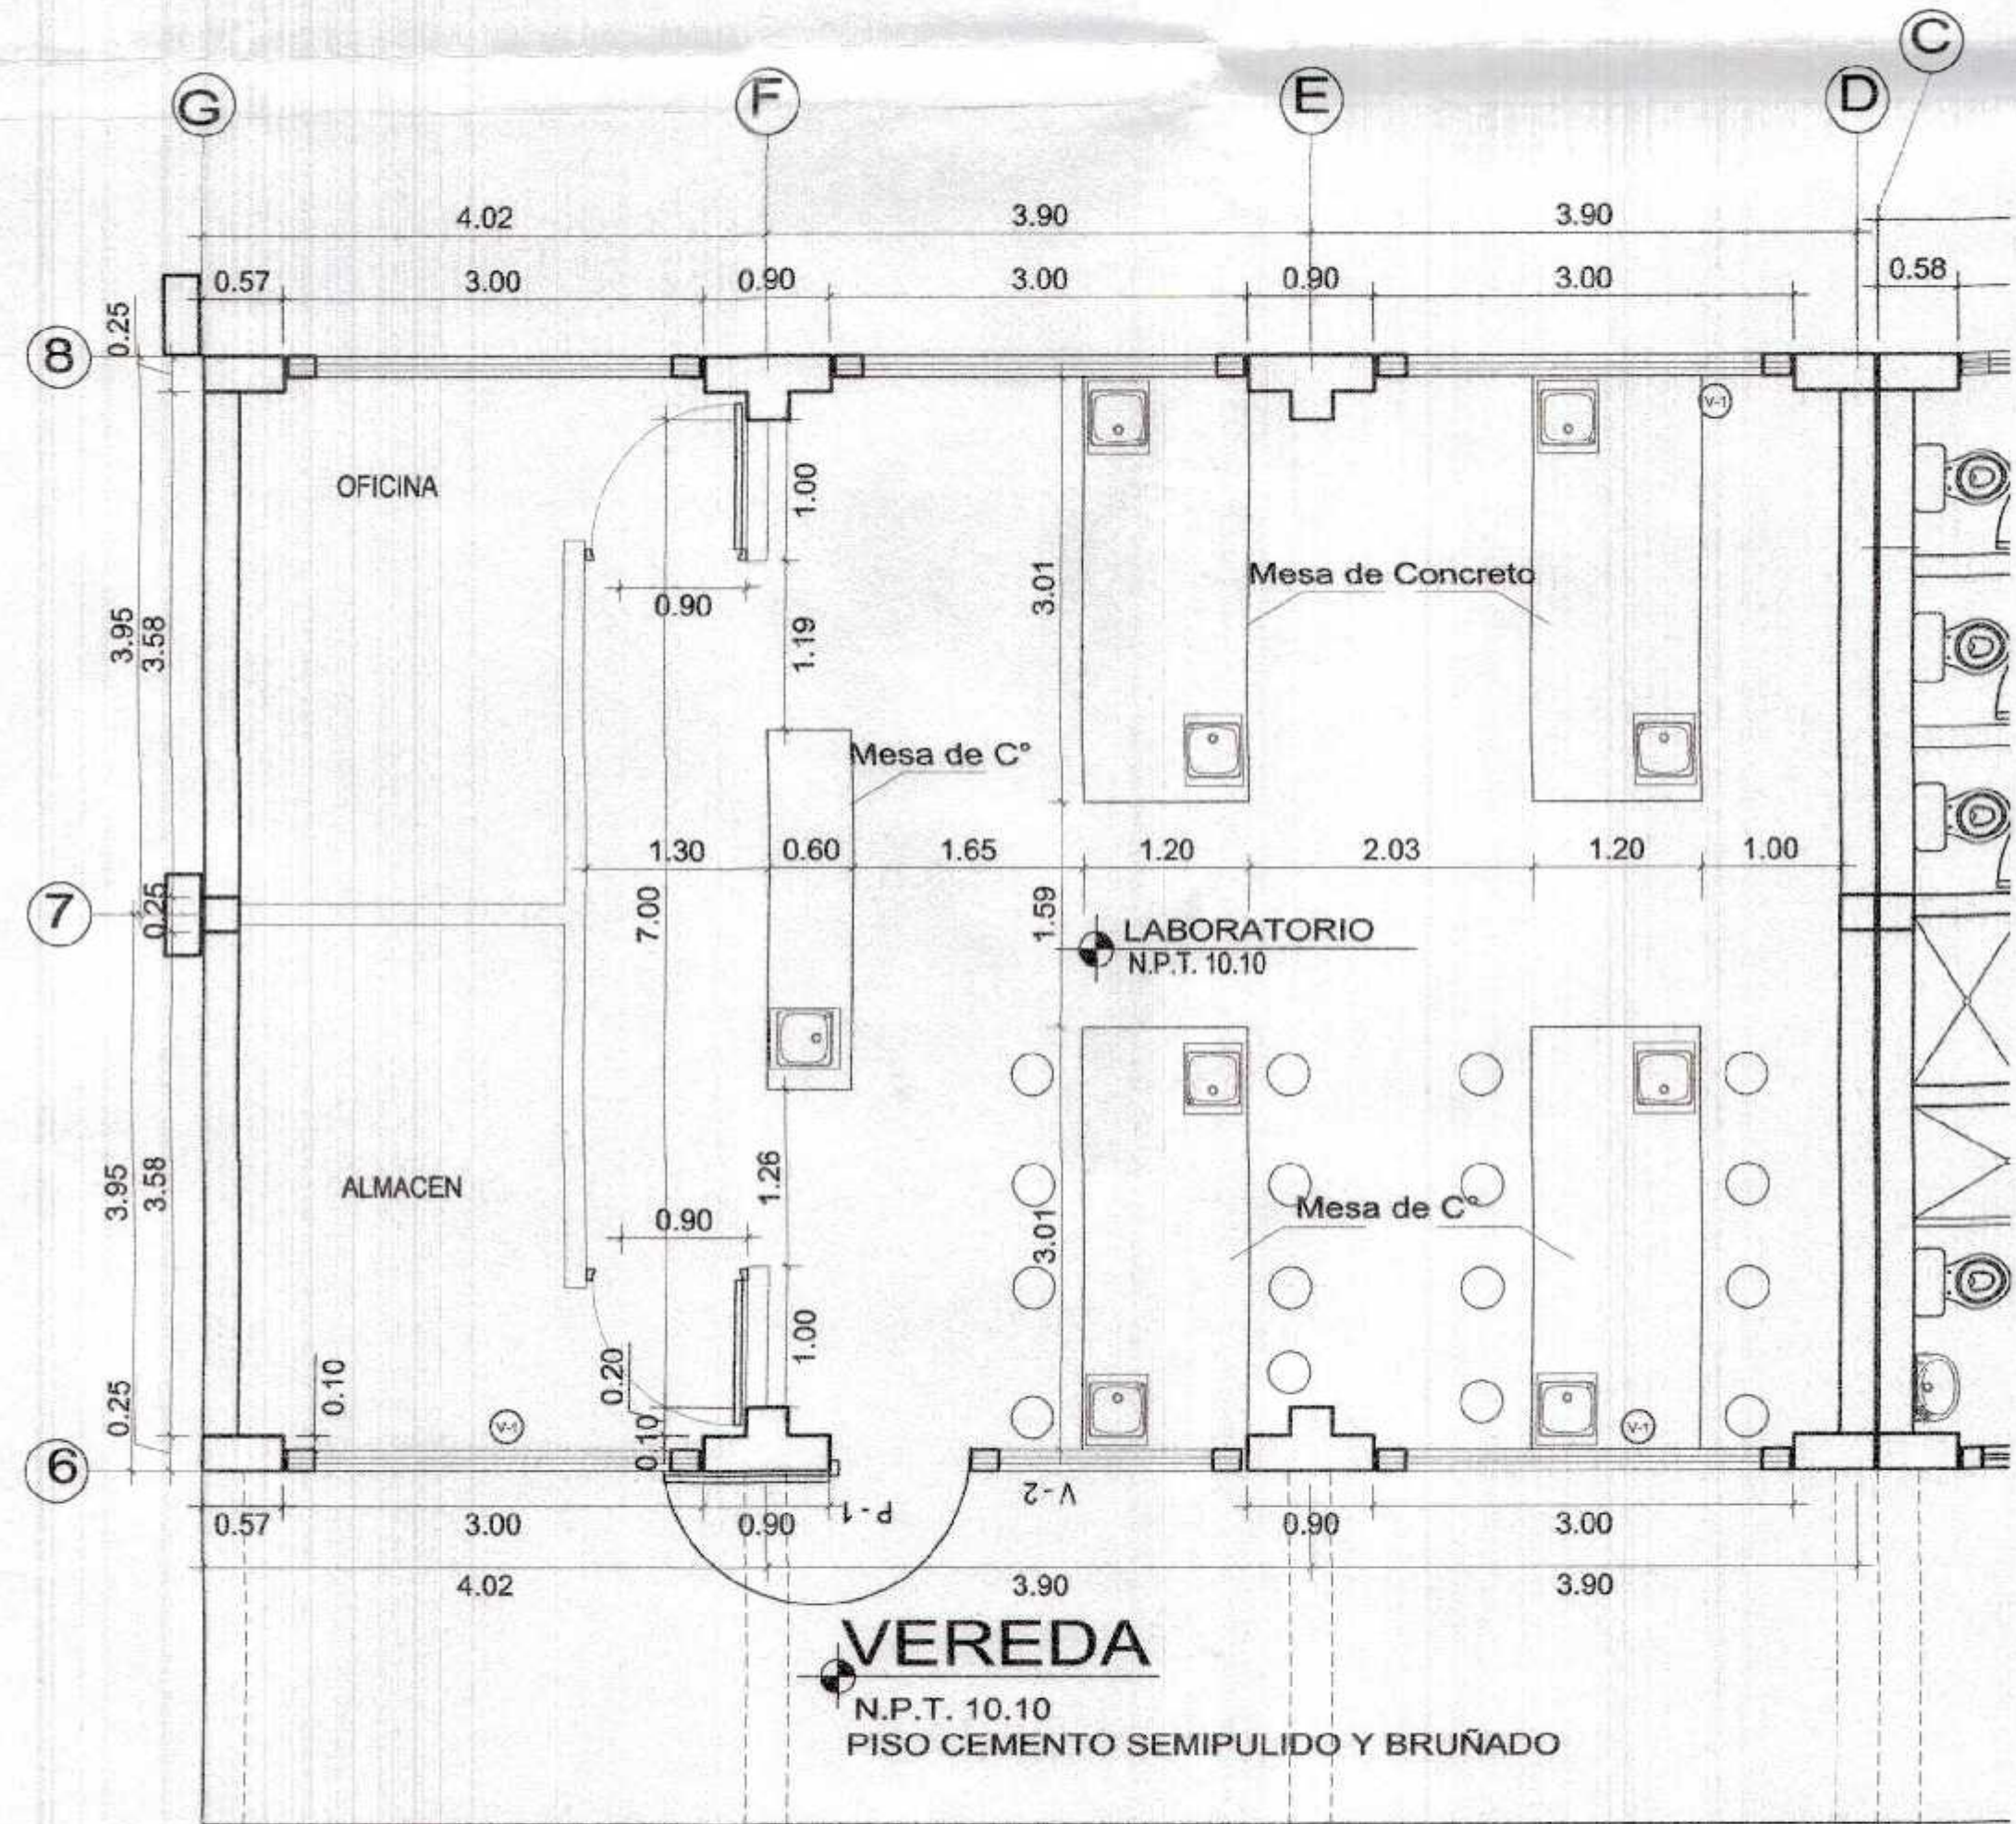 C
G F E D
4.02 3.90 3.90
0.57 3.00 0.90 3.00 0.90 3.00 0.58
0.25
8
V-1
OFICINA
1.00
Mesa de Concreto
3.01
0.90
3.95
3.58
1.19
Mesa de C°
1.30 0.60 1.65 1.20 2.03 1.20 1.00
7
0.25
7.00
1.59
LABORATORIO
N.P.T. 10.10
3.95
3.58
ALMACEN
1.26
0.90
3.01
Mesa de C°
1.00
0.20
0.10
0.25
V-1
0.10
V-1
6
P-1
V-2
0.57 3.00 0.90 0.90 3.00
4.02 3.90 3.90
VEREDA
N.P.T. 10.10
PISO CEMENTO SEMIPULIDO Y BRUÑADO